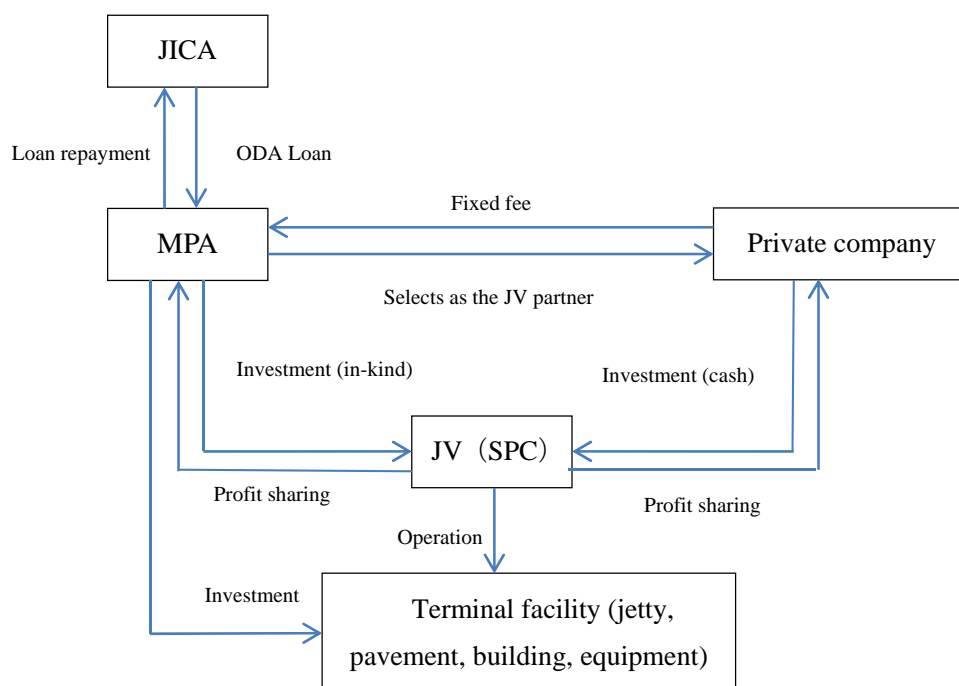 JICA
Loan repayment
ODA Loan
Fixed fee
MPA
Private company
Selects as the JV partner
Investment (in-kind)
Investment (cash)
JV（SPC）
Profit sharing
Profit sharing
Operation
Investment
Terminal facility (jetty,
pavement, building, equipment)